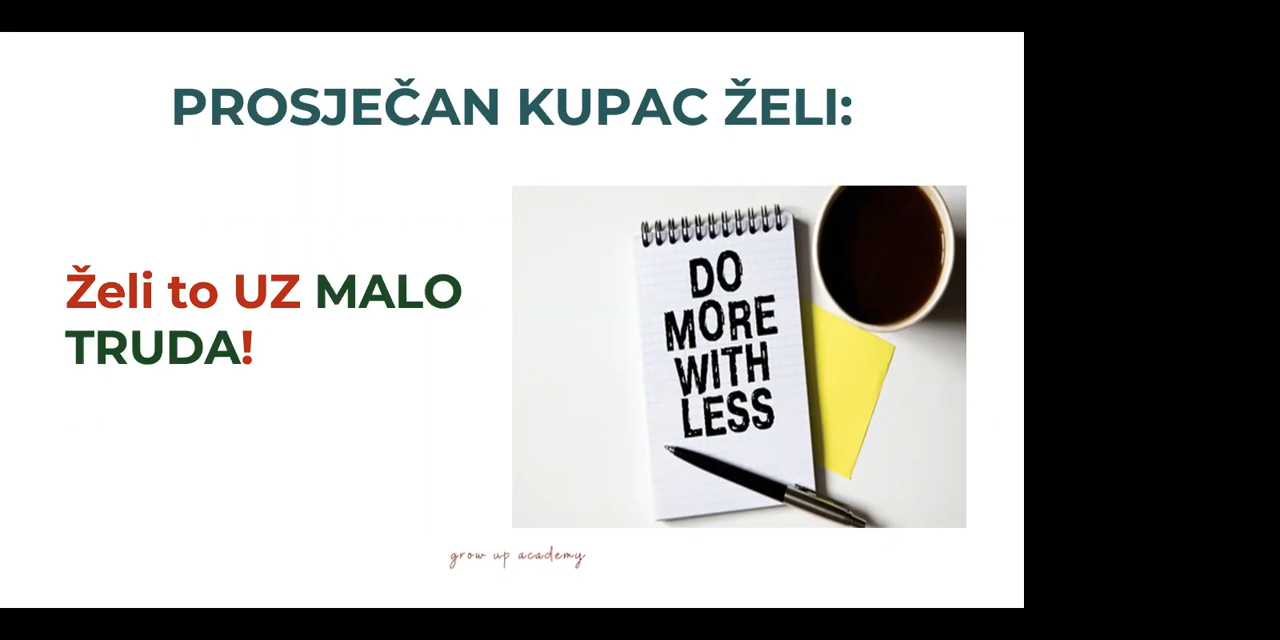 PROSJEČAN KUPAC ŽELI:
Želi to UZ MALO
TRUDA!
DO
MORE
WITH
LESS
grow up academy